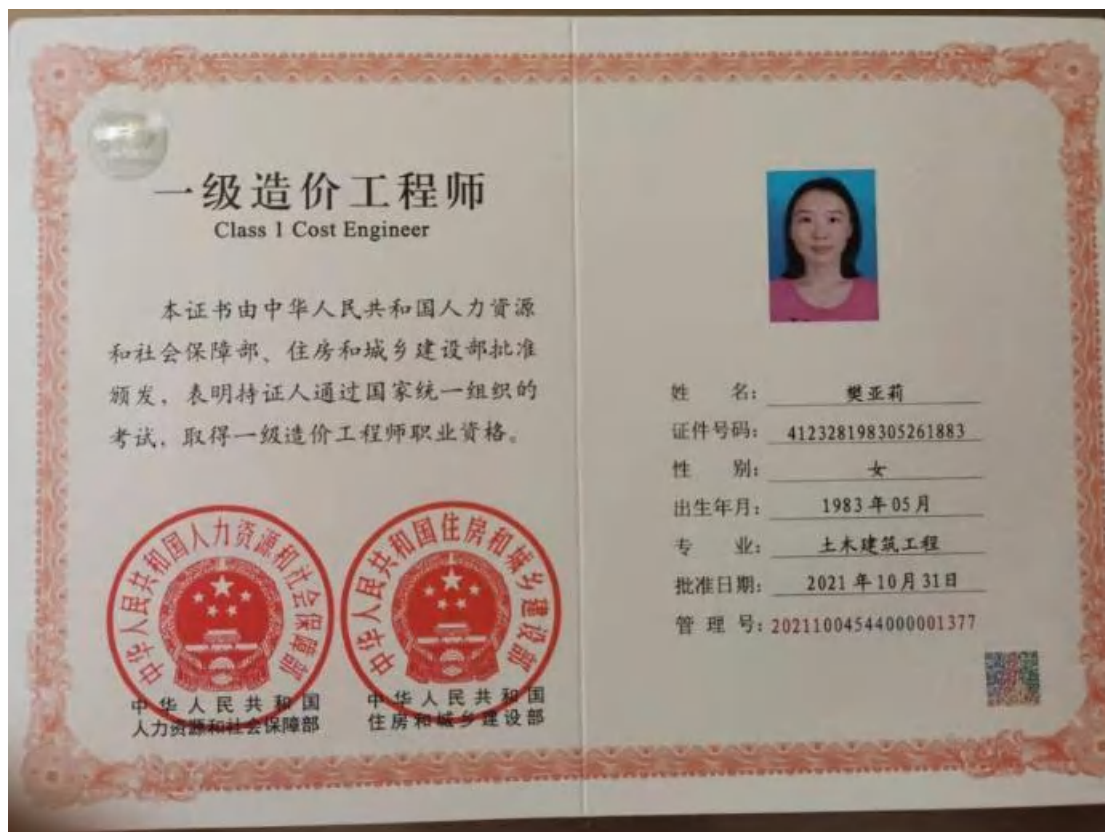 一级造价工程师
Class 1 Cost Engineer
本证书由中华人民共和国人力资源
和社会保障部、住房和城乡建设部批准
颁发，表明持证人通过国家统一组织的
考试，取得一级造价工程师职业资格。
中华人民共和国人力资源和社会保障部
中华人民共和国住房和城乡建设部
中华人民共和国
人力资源和社会保障部
中华人民共和国
住房和城乡建设部
姓 名： 樊亚莉
证件号码： 412328198305261883
性 别： 女
出生年月： 1983年05月
专 业： 土木建筑工程
批准日期： 2021年10月31日
管 理 号：20211004544000001377